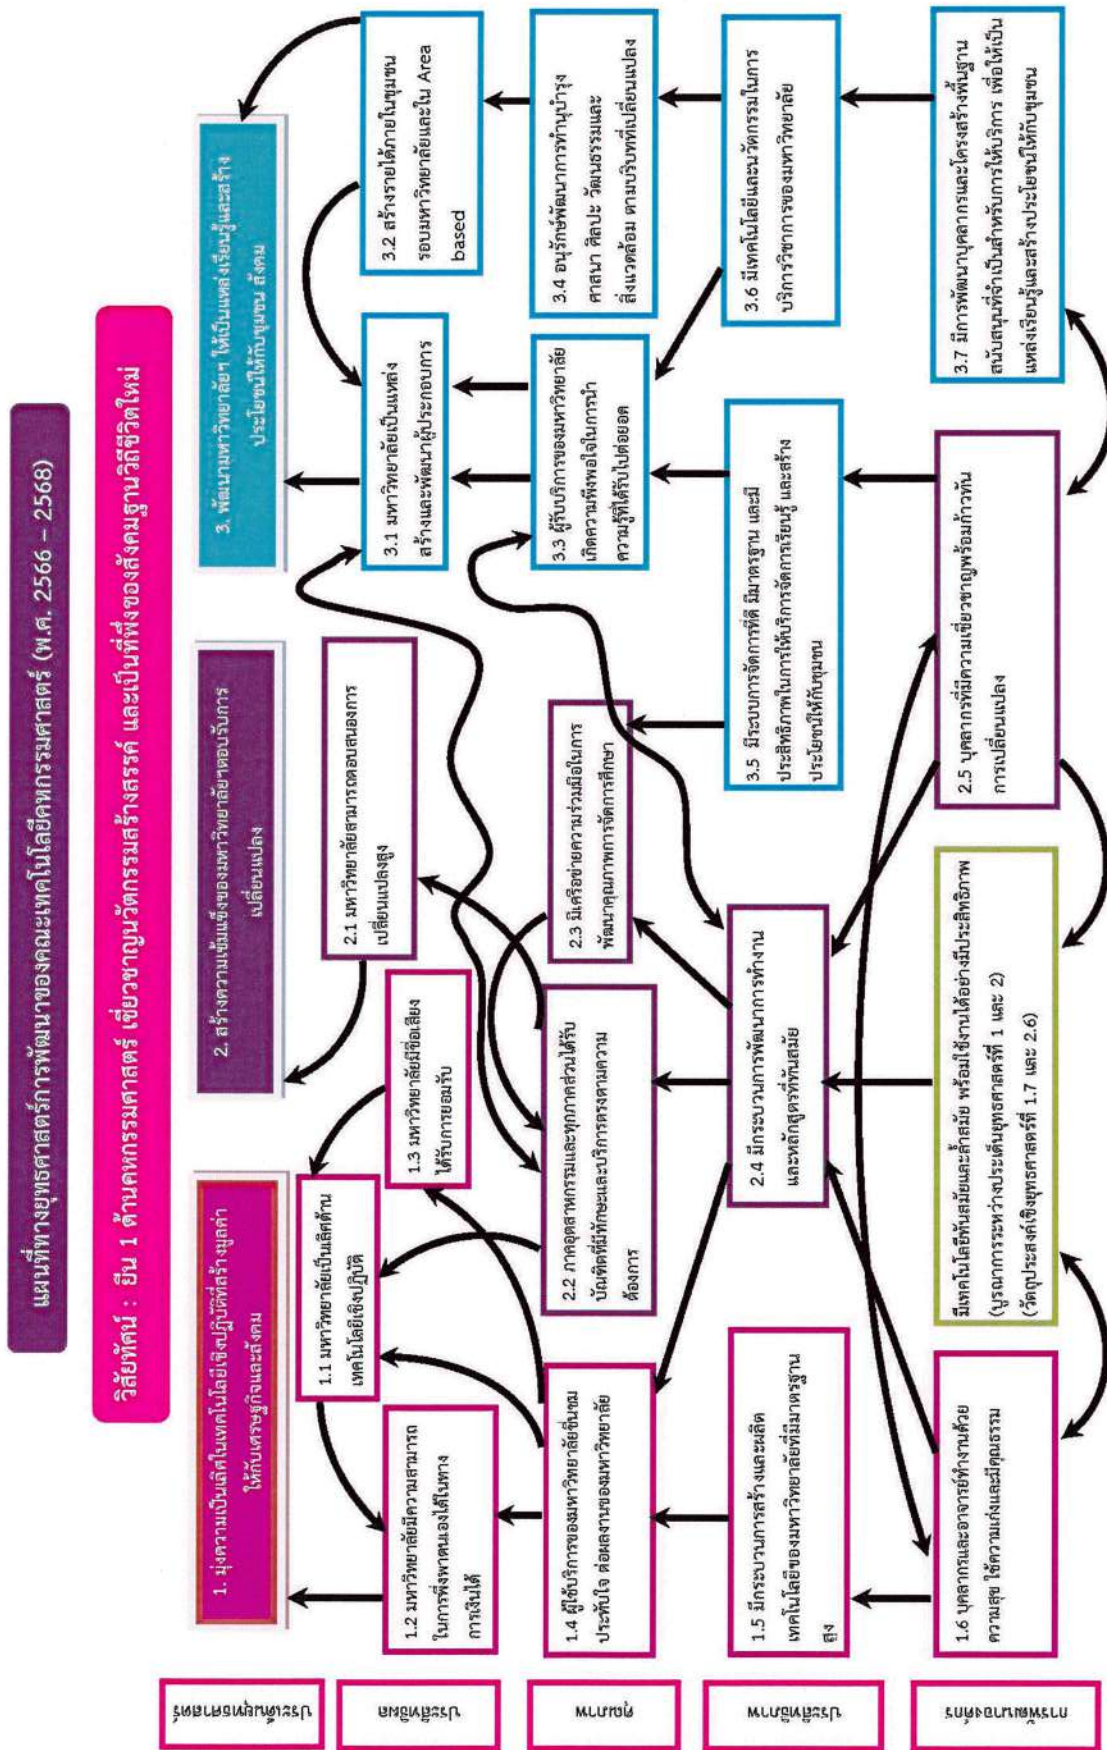 แผนที่ทางยุทธศาสตร์การพัฒนาของคณะเทคโนโลยีคหกรรมศาสตร์ (พ.ศ. 2566 – 2568)
วิสัยทัศน์ : ยืน 1 ด้านคหกรรมศาสตร์ เชี่ยวชาญนวัตกรรมสร้างสรรค์ และเป็นที่พึ่งของสังคมฐานวิถีชีวิตใหม่
ประเด็นยุทธศาสตร์
1. มุ่งความเป็นเลิศในเทคโนโลยีเชิงปฏิบัติที่สร้างมูลค่า
ให้กับเศรษฐกิจและสังคม
2. สร้างความเข้มแข็งของมหาวิทยาลัยฯตอบรับการ
เปลี่ยนแปลง
3. พัฒนามหาวิทยาลัยฯ ให้เป็นแหล่งเรียนรู้และสร้าง
ประโยชน์ให้กับชุมชน สังคม
ประสิทธิผล
1.2 มหาวิทยาลัยมีความสามารถ
ในการพึ่งพาตนเองได้ในทาง
การเงินได้
1.1 มหาวิทยาลัยเป็นเลิศด้าน
เทคโนโลยีเชิงปฏิบัติ
1.3 มหาวิทยาลัยมีชื่อเสียง
ได้รับการยอมรับ
2.1 มหาวิทยาลัยสามารถตอบสนองการ
เปลี่ยนแปลงสูง
3.1 มหาวิทยาลัยเป็นแหล่ง
สร้างและพัฒนาผู้ประกอบการ
3.2 สร้างรายได้ภายในชุมชน
รอบมหาวิทยาลัยและใน Area
based
คุณภาพ
1.4 ผู้ใช้บริการของมหาวิทยาลัยชื่นชม
ประทับใจ ต่อผลงานของมหาวิทยาลัย
2.2 ภาคอุตสาหกรรมและทุกภาคส่วนได้รับ
บัณฑิตที่มีทักษะและบริการตรงตามความ
ต้องการ
2.3 มีเครือข่ายความร่วมมือในการ
พัฒนาคุณภาพการจัดการศึกษา
3.3 ผู้รับบริการของมหาวิทยาลัย
เกิดความพึงพอใจในการนำ
ความรู้ที่ได้รับไปต่อยอด
3.4 อนุรักษ์พัฒนาการทำนุบำรุง
ศาสนา ศิลปะ วัฒนธรรมและ
สิ่งแวดล้อม ตามบริบทที่เปลี่ยนแปลง
ประสิทธิภาพ
1.5 มีกระบวนการสร้างและผลิต
เทคโนโลยีของมหาวิทยาลัยที่มีมาตรฐาน
สูง
2.4 มีกระบวนการพัฒนาการทำงาน
และหลักสูตรที่ทันสมัย
3.5 มีระบบการจัดการที่ดี มีมาตรฐาน และมี
ประสิทธิภาพในการให้บริการจัดการเรียนรู้ และสร้าง
ประโยชน์ให้กับชุมชน
3.6 มีเทคโนโลยีและนวัตกรรมในการ
บริการวิชาการของมหาวิทยาลัย
การพัฒนาองค์กร
1.6 บุคลากรและอาจารย์ทำงานด้วย
ความสุข ใช้ความเก่งและมีคุณธรรม
มีเทคโนโลยีทันสมัยและล้ำสมัย พร้อมใช้งานได้อย่างมีประสิทธิภาพ
(บูรณาการระหว่างประเด็นยุทธศาสตร์ที่ 1 และ 2)
(วัตถุประสงค์เชิงยุทธศาสตร์ที่ 1.7 และ 2.6)
2.5 บุคลากรที่มีความเชี่ยวชาญพร้อมก้าวทัน
การเปลี่ยนแปลง
3.7 มีการพัฒนาบุคลากรและโครงสร้างพื้นฐาน
สนับสนุนที่จำเป็นสำหรับการให้บริการ เพื่อให้เป็น
แหล่งเรียนรู้และสร้างประโยชน์ให้กับชุมชน